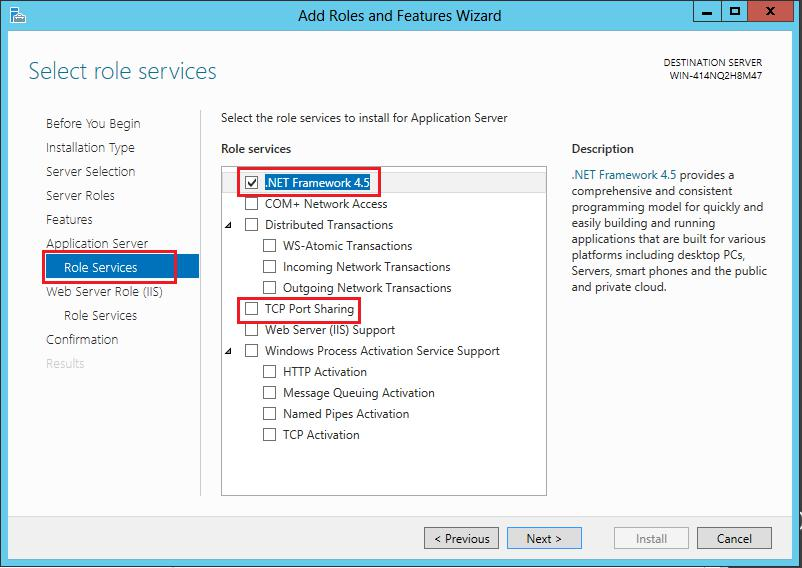 Add Roles and Features Wizard
Select role services
DESTINATION SERVER
WIN-414NQ2H8M47
Before You Begin
Installation Type
Server Selection
Server Roles
Features
Application Server
Role Services
Web Server Role (IIS)
Role Services
Confirmation
Results
Select the role services to install for Application Server
Role services
.NET Framework 4.5
COM+ Network Access
Distributed Transactions
WS-Atomic Transactions
Incoming Network Transactions
Outgoing Network Transactions
TCP Port Sharing
Web Server (IIS) Support
Windows Process Activation Service Support
HTTP Activation
Message Queuing Activation
Named Pipes Activation
TCP Activation
Description
.NET Framework 4.5 provides a
comprehensive and consistent
programming model for quickly and
easily building and running
applications that are built for various
platforms including desktop PCs,
Servers, smart phones and the public
and private cloud.
< Previous
Next >
Install
Cancel